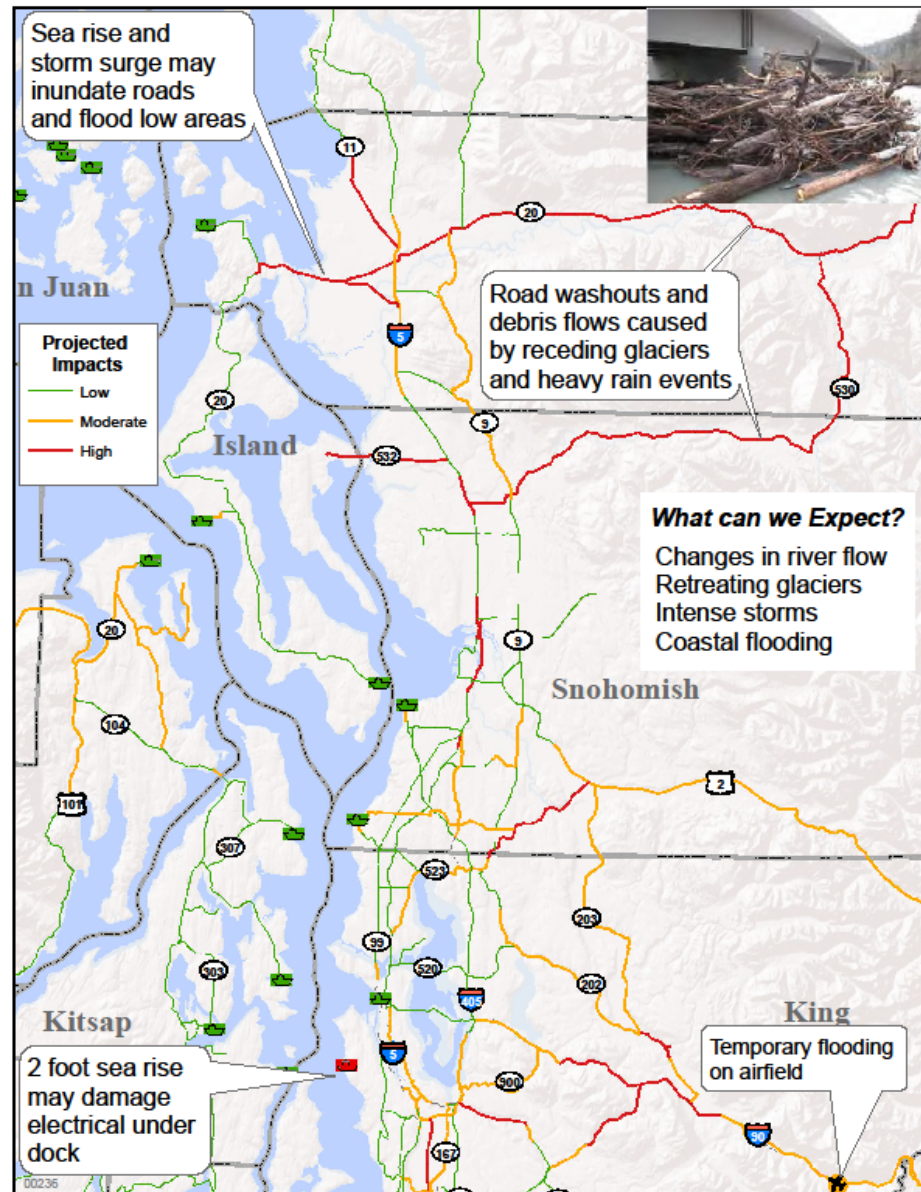 Sea rise and
storm surge may
inundate roads
and flood low areas
11
20
n Juan
Road washouts and
debris flows caused
by receding glaciers
and heavy rain events
5
Projected
Impacts
Low
Moderate
High
20
530
9
Island
532
What can we Expect?
Changes in river flow
Retreating glaciers
Intense storms
Coastal flooding
20
9
Snohomish
104
2
101
307
523
203
99
520
303
202
405
Kitsap
King
5
Temporary flooding
on airfield
2 foot sea rise
may damage
electrical under
dock
900
90
167
00236